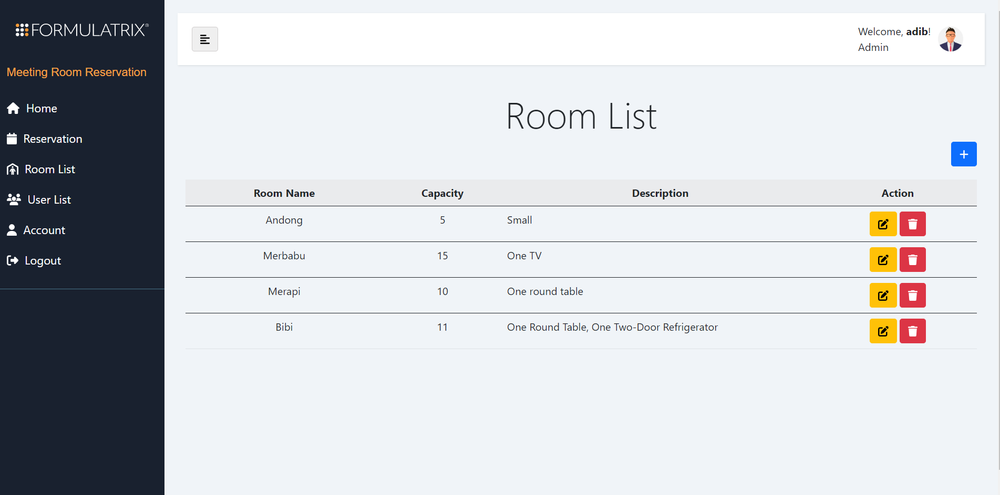 FORMULATRIX®
Meeting Room Reservation
Home
Reservation
Room List
User List
Account
Logout
Welcome, adib!
Admin
Room List
+
Room Name Capacity Description Action
Andong 5 Small
Merbabu 15 One TV
Merapi 10 One round table
Bibi 11 One Round Table, One Two-Door Refrigerator